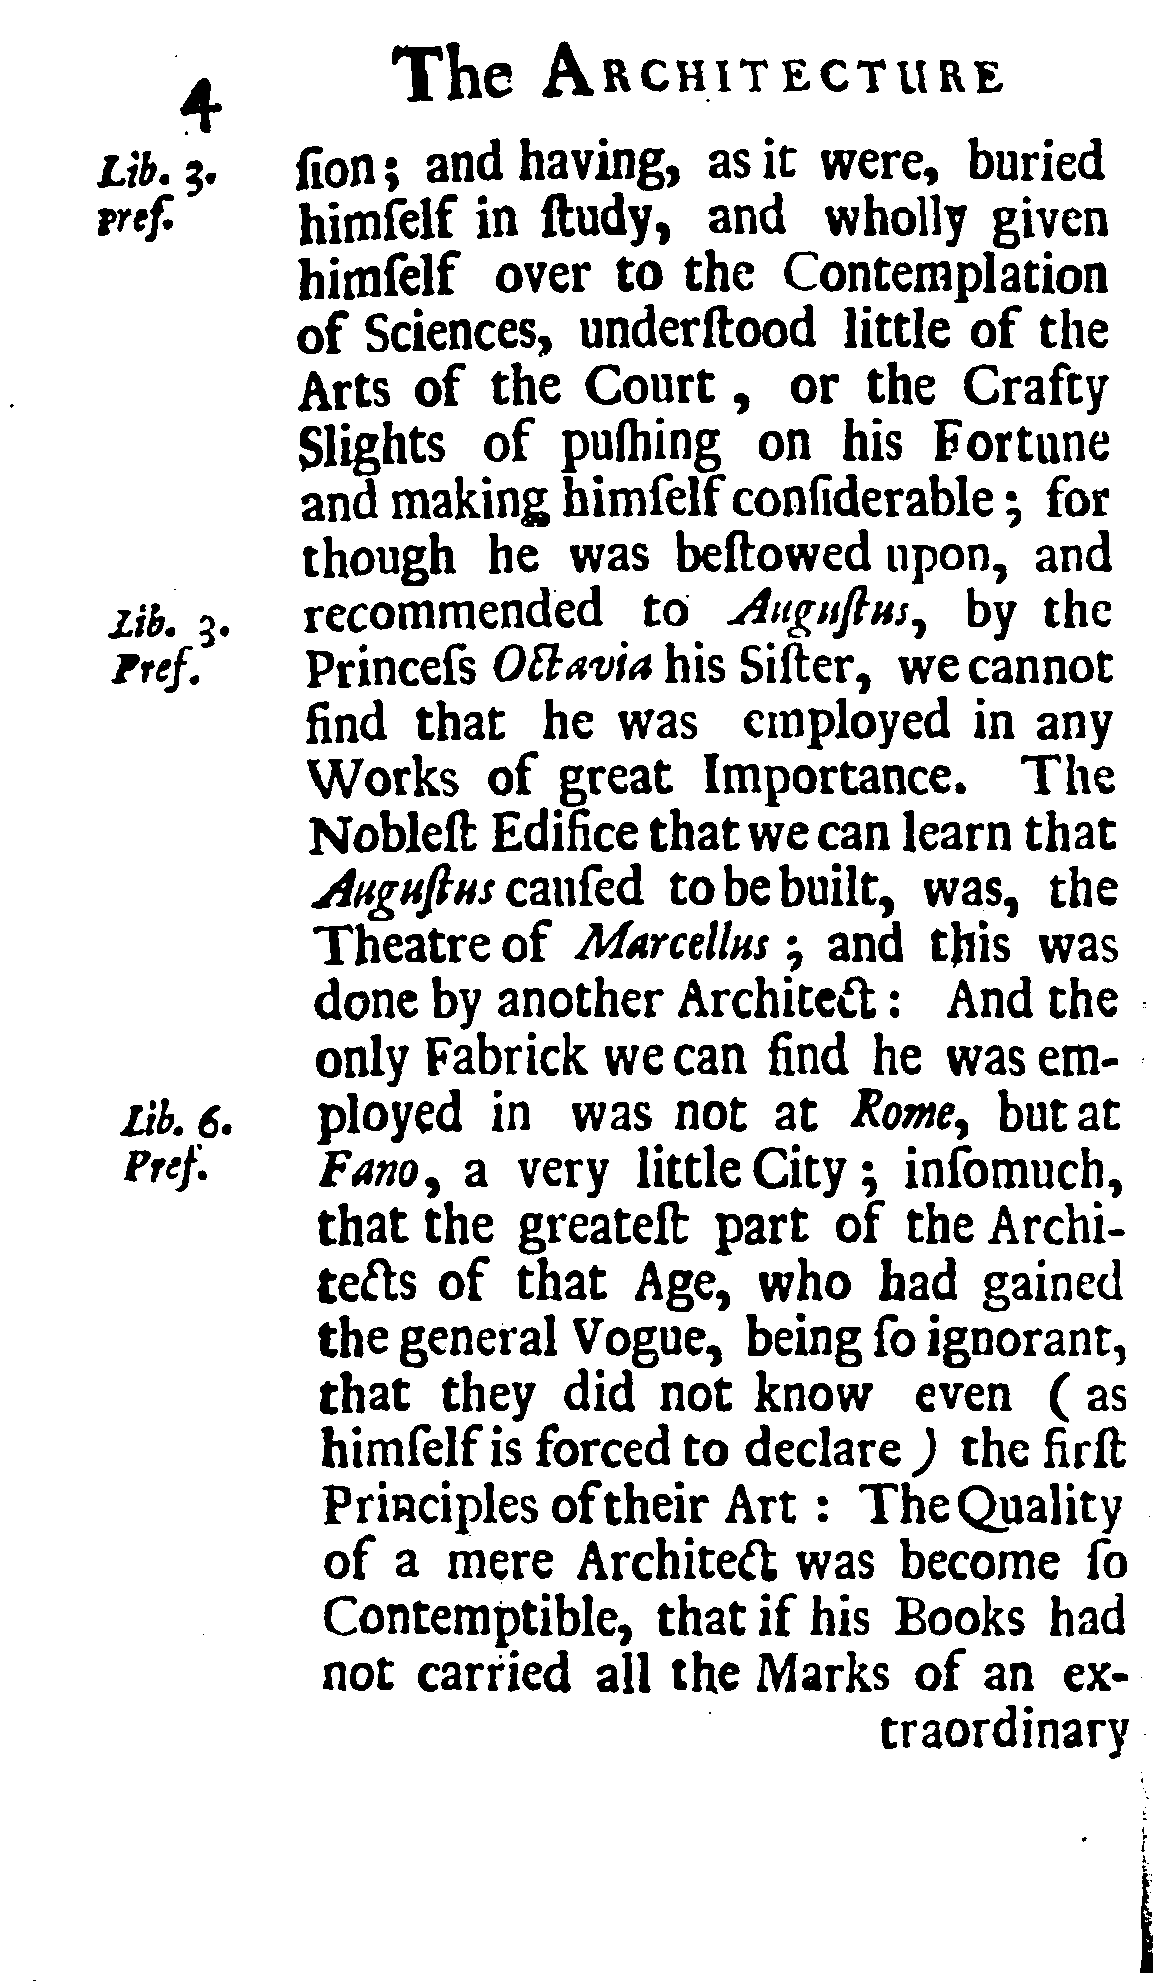 4
The ARCHITECTURE
Lib. 3.
Pref.
ſion; and having, as it were, buried
himſelf in ſtudy, and wholly given
himſelf over to the Contemplation
of Sciences, underſtood little of the
Arts of the Court, or the Crafty
Slights of puſhing on his Fortune
and making himſelf conſiderable; for
though he was beſtowed upon, and
Lib. 3.
Pref.
recommended to Auguſtus, by the
Princeſs Octavia his Siſter, we cannot
find that he was employed in any
Works of great Importance. The
Nobleſt Edifice that we can learn that
Auguſtus cauſed to be built, was, the
Theatre of Marcellus; and this was
done by another Architect: And the
only Fabrick we can find he was em-
Lib. 6.
Pref.
ployed in was not at Rome, but at
Fano, a very little City; inſomuch,
that the greateſt part of the Archi-
tects of that Age, who had gained
the general Vogue, being ſo ignorant,
that they did not know even (as
himſelf is forced to declare) the firſt
Principles of their Art: The Quality
of a mere Architect was become ſo
Contemptible, that if his Books had
not carried all the Marks of an ex-
traordinary